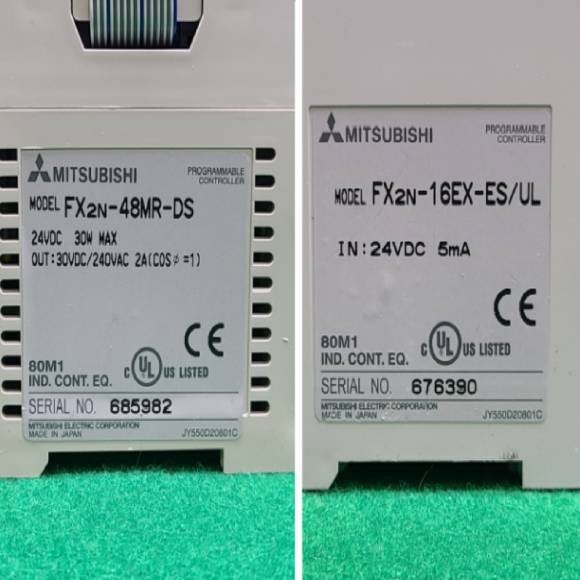 MITSUBISHI
PROGRAMMABLE
CONTROLLER
MODEL FX2N-48MR-DS
24VDC 30W MAX
OUT:30VDC/240VAC 2A(COSφ=1)
CE
80M1
IND. CONT. EQ.
C UL US LISTED
SERIAL NO. 685982
MITSUBISHI ELECTRIC CORPORATION
MADE IN JAPAN
JY550D20801C
MITSUBISHI
PROGRAMMABLE
CONTROLLER
MODEL FX2N-16EX-ES/UL
IN:24VDC 5mA
CE
80M1
IND. CONT. EQ.
C UL US LISTED
SERIAL NO. 676390
MITSUBISHI ELECTRIC CORPORATION
MADE IN JAPAN
JY550D20801C